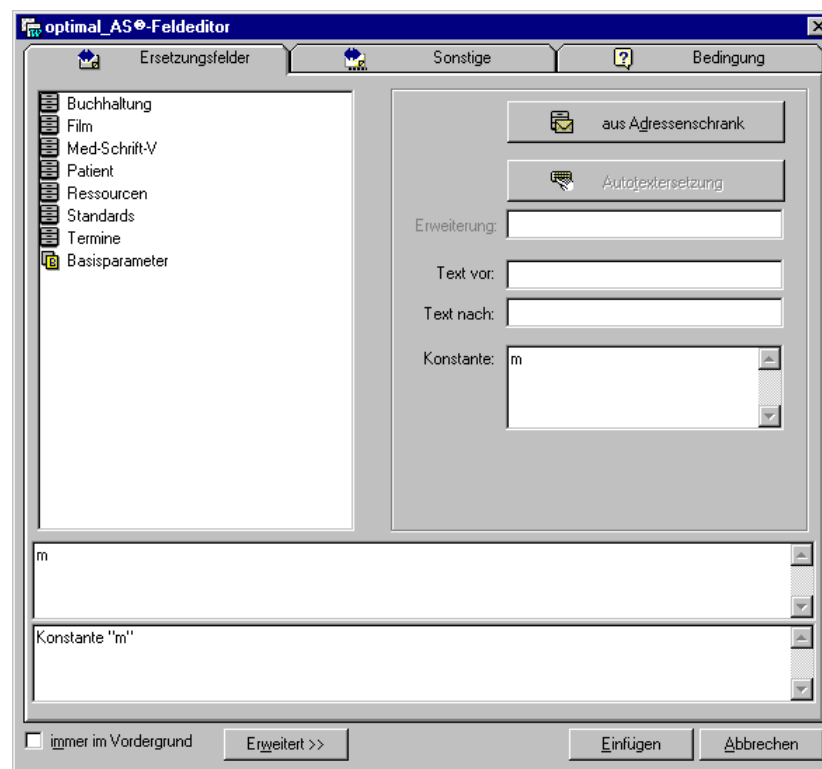 optimal_AS®-Feldeditor
Ersetzungsfelder
Sonstige
Bedingung
Buchhaltung
Film
Med-Schrift-V
Patient
Ressourcen
Standards
Termine
Basisparameter
aus Adressenschrank
Autotextersetzung
Erweiterung:
Text vor:
Text nach:
Konstante: m
m
Konstante "m"
immer im Vordergrund
Erweitert >>
Einfügen
Abbrechen